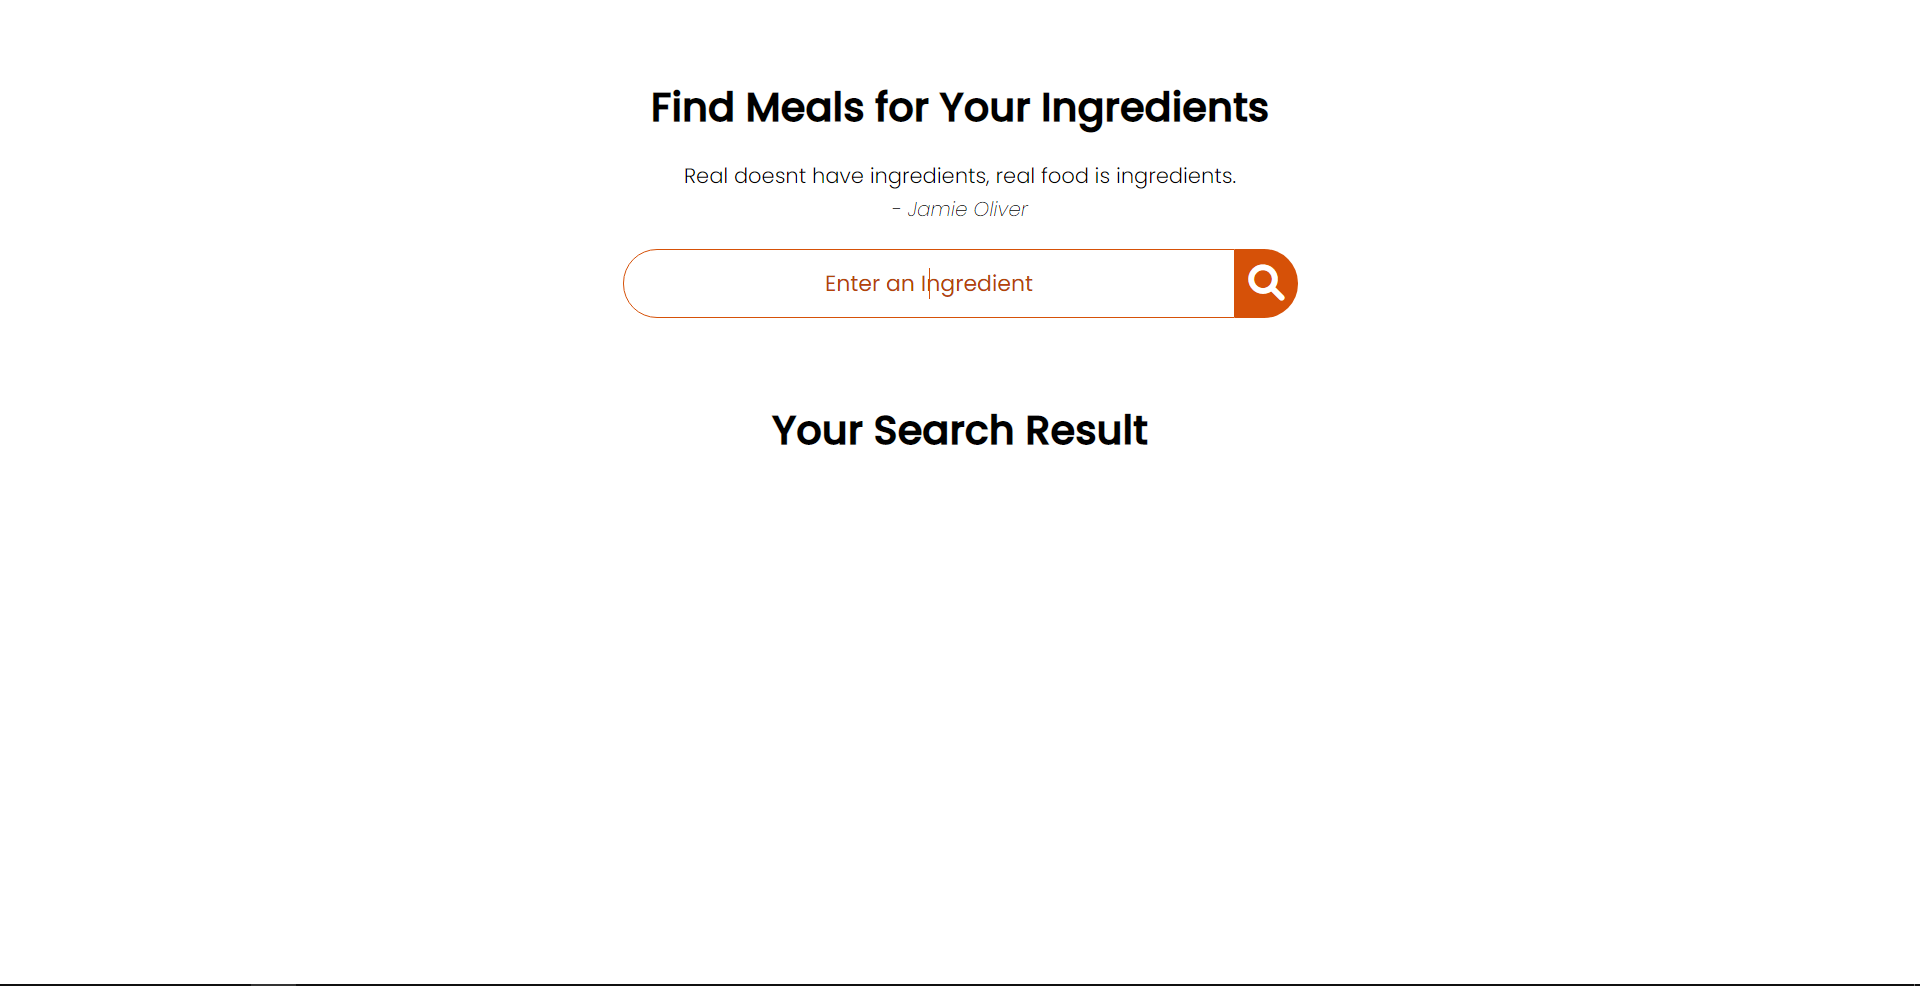 Find Meals for Your Ingredients
Real doesnt have ingredients, real food is ingredients.
- Jamie Oliver
Enter an Ingredient
Your Search Result